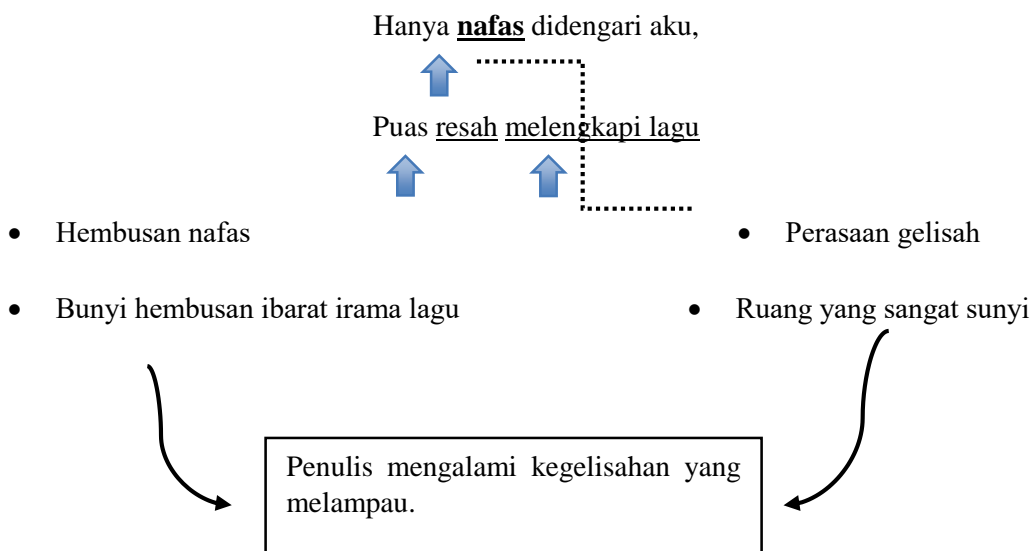 Hanya nafas didengari aku,
Puas resah melengkapi lagu
• Hembusan nafas
• Perasaan gelisah
• Bunyi hembusan ibarat irama lagu
• Ruang yang sangat sunyi
Penulis mengalami kegelisahan yang
melampau.